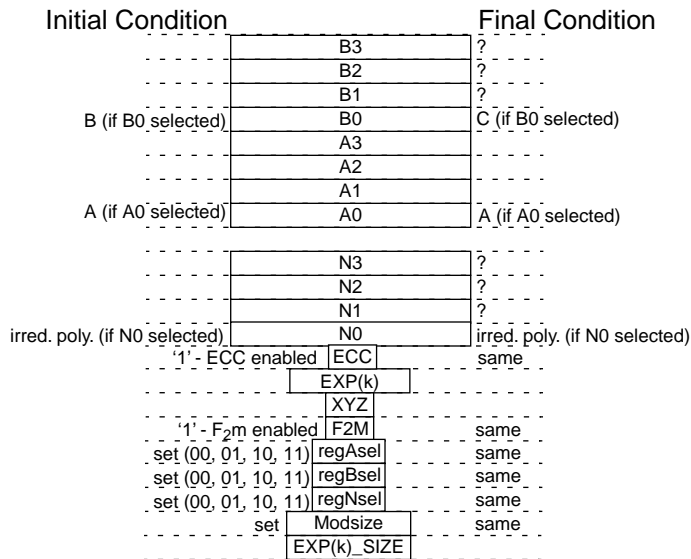 Initial Condition Final Condition
B3 ?
B2 ?
B1 ?
B (if B0 selected) B0 C (if B0 selected)
A3
A2
A1
A (if A0 selected) A0 A (if A0 selected)
N3 ?
N2 ?
N1 ?
irred. poly. (if N0 selected) N0 irred. poly. (if N0 selected)
‘1’ - ECC enabled ECC same
EXP(k)
XYZ
‘1’ - F2m enabled F2M same
set (00, 01, 10, 11) regAsel same
set (00, 01, 10, 11) regBsel same
set (00, 01, 10, 11) regNsel same
set Modsize same
EXP(k)_SIZE